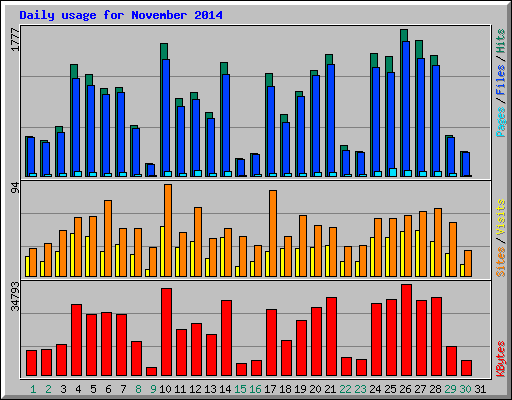 Daily usage for November 2014
1777
94
34793
Pages / Files / Hits
Sites / Visits
KBytes
1 2 3 4 5 6 7 8 9 10 11 12 13 14 15 16 17 18 19 20 21 22 23 24 25 26 27 28 29 30 31